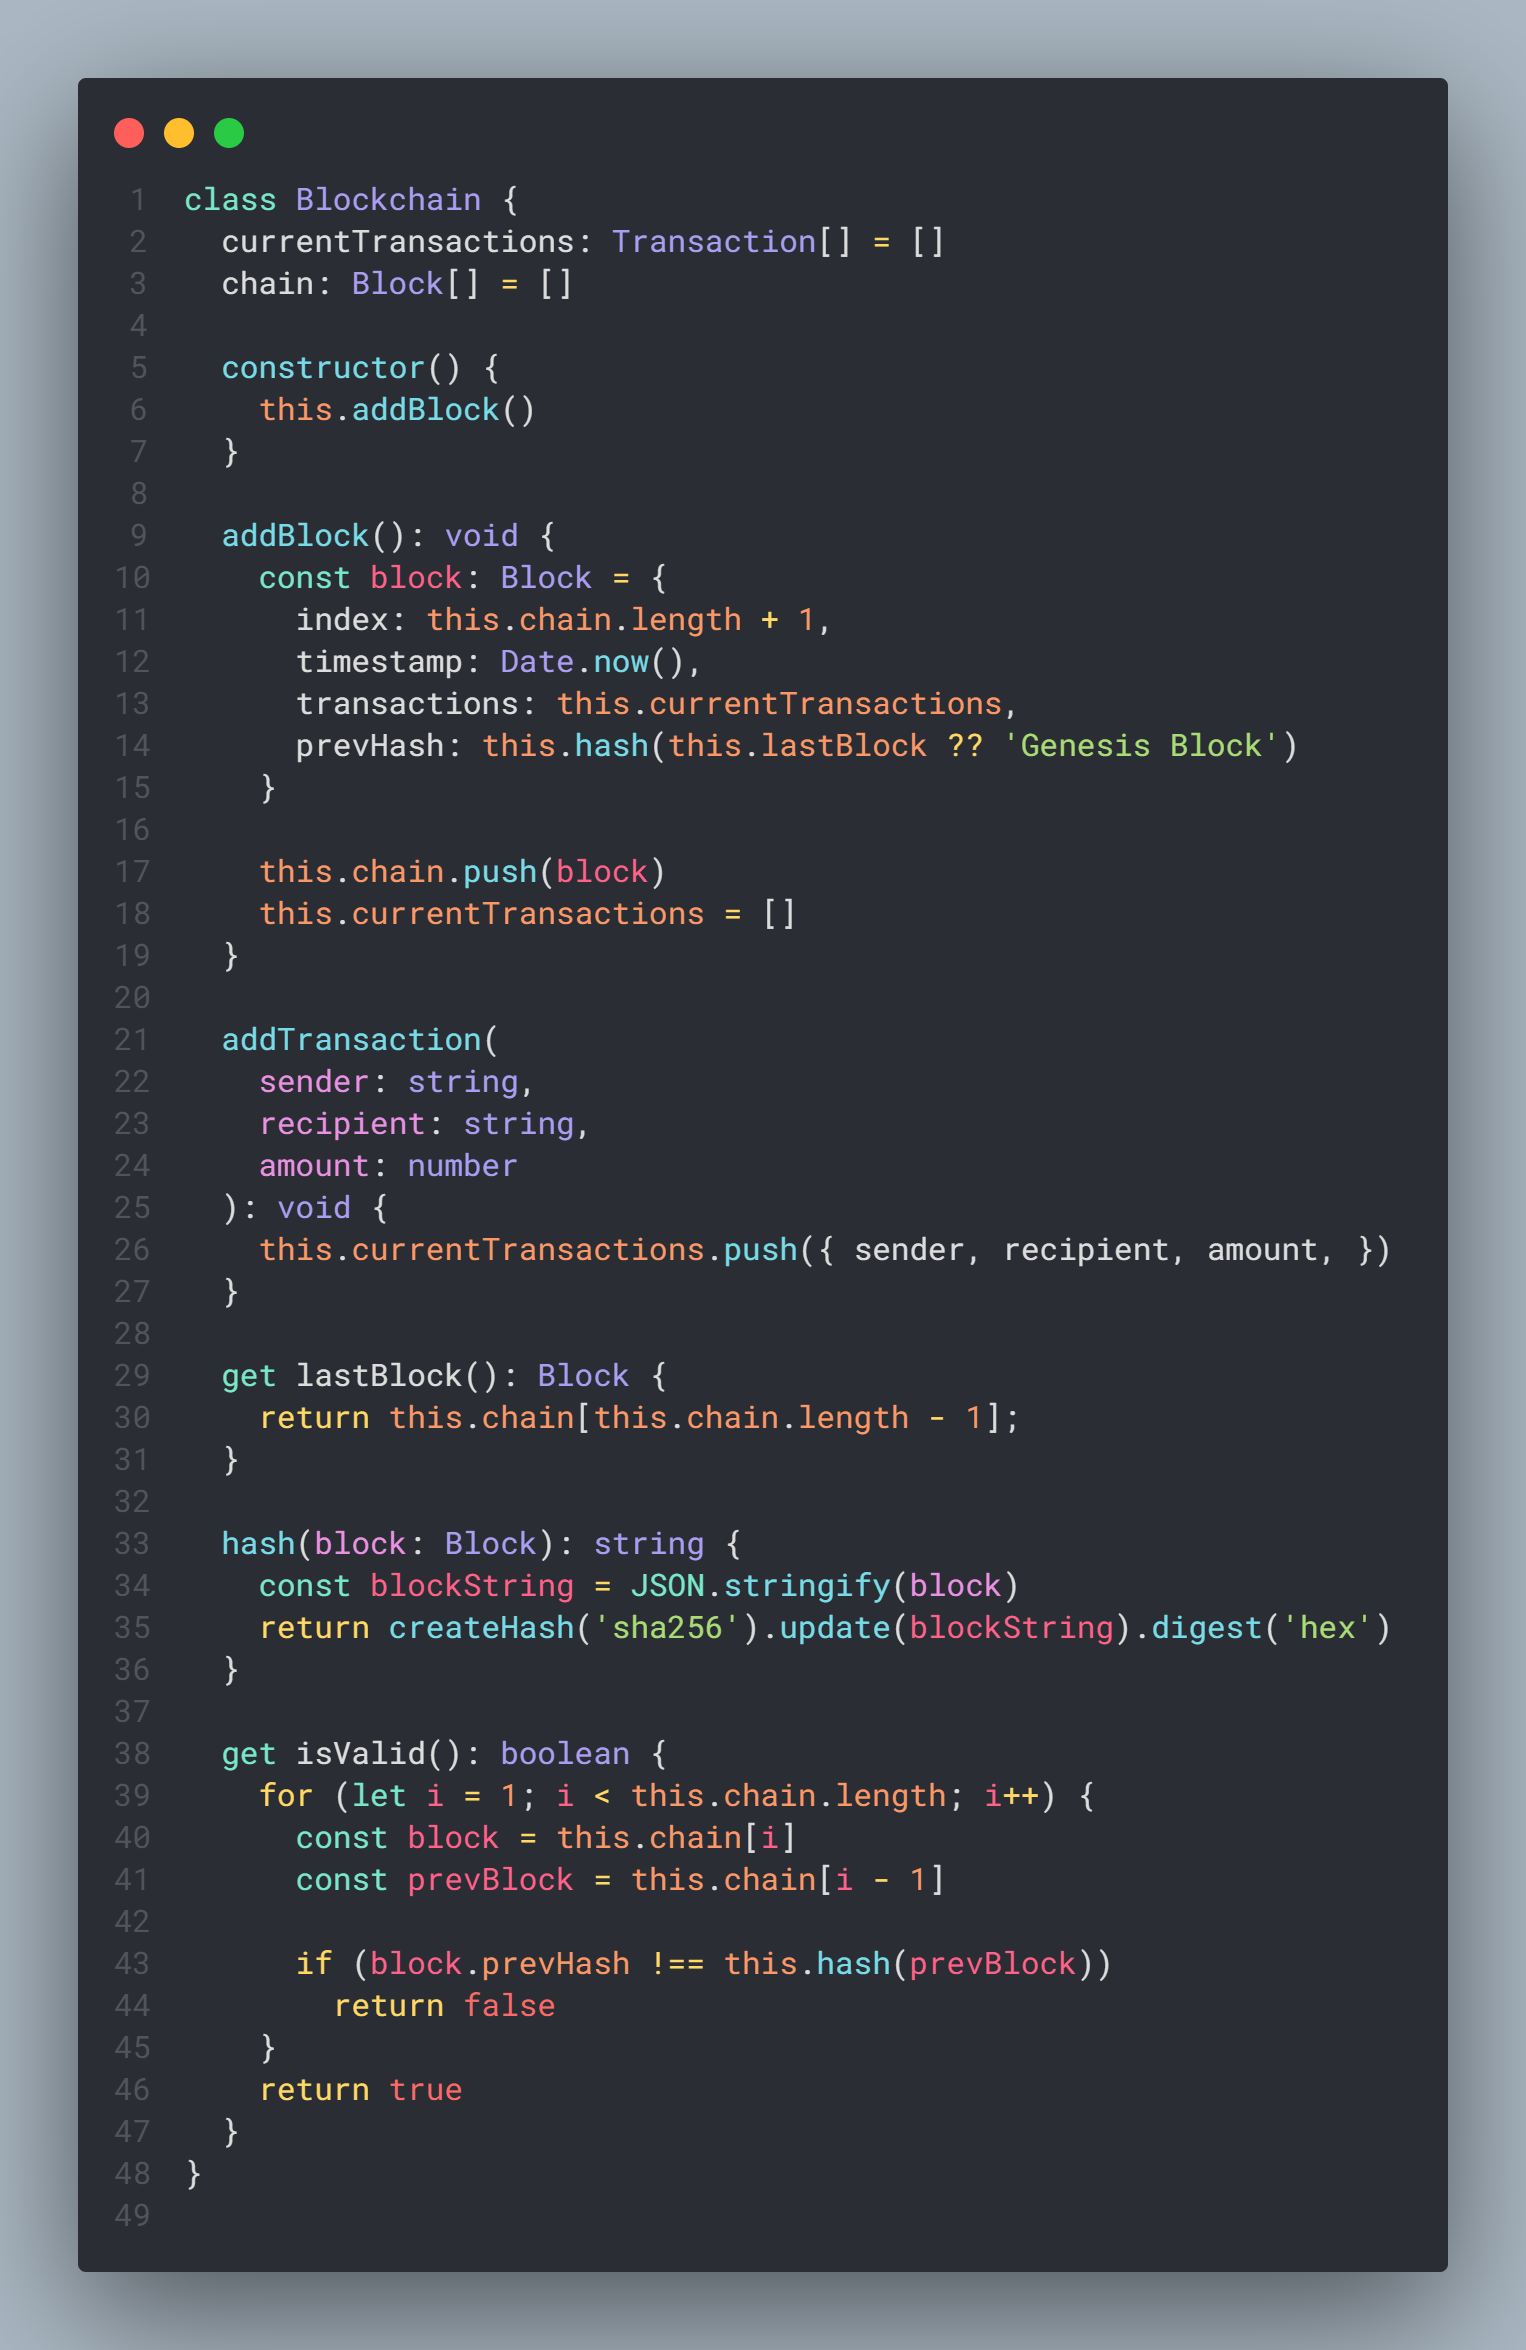 1 class Blockchain {
2   currentTransactions: Transaction[] = []
3   chain: Block[] = []
4
5   constructor() {
6     this.addBlock()
7   }
8
9   addBlock(): void {
10     const block: Block = {
11       index: this.chain.length + 1,
12       timestamp: Date.now(),
13       transactions: this.currentTransactions,
14       prevHash: this.hash(this.lastBlock ?? 'Genesis Block')
15     }
16
17     this.chain.push(block)
18     this.currentTransactions = []
19   }
20
21   addTransaction(
22     sender: string,
23     recipient: string,
24     amount: number
25   ): void {
26     this.currentTransactions.push({ sender, recipient, amount, })
27   }
28
29   get lastBlock(): Block {
30     return this.chain[this.chain.length - 1];
31   }
32
33   hash(block: Block): string {
34     const blockString = JSON.stringify(block)
35     return createHash('sha256').update(blockString).digest('hex')
36   }
37
38   get isValid(): boolean {
39     for (let i = 1; i < this.chain.length; i++) {
40       const block = this.chain[i]
41       const prevBlock = this.chain[i - 1]
42
43       if (block.prevHash !== this.hash(prevBlock))
44         return false
45     }
46     return true
47   }
48 }
49